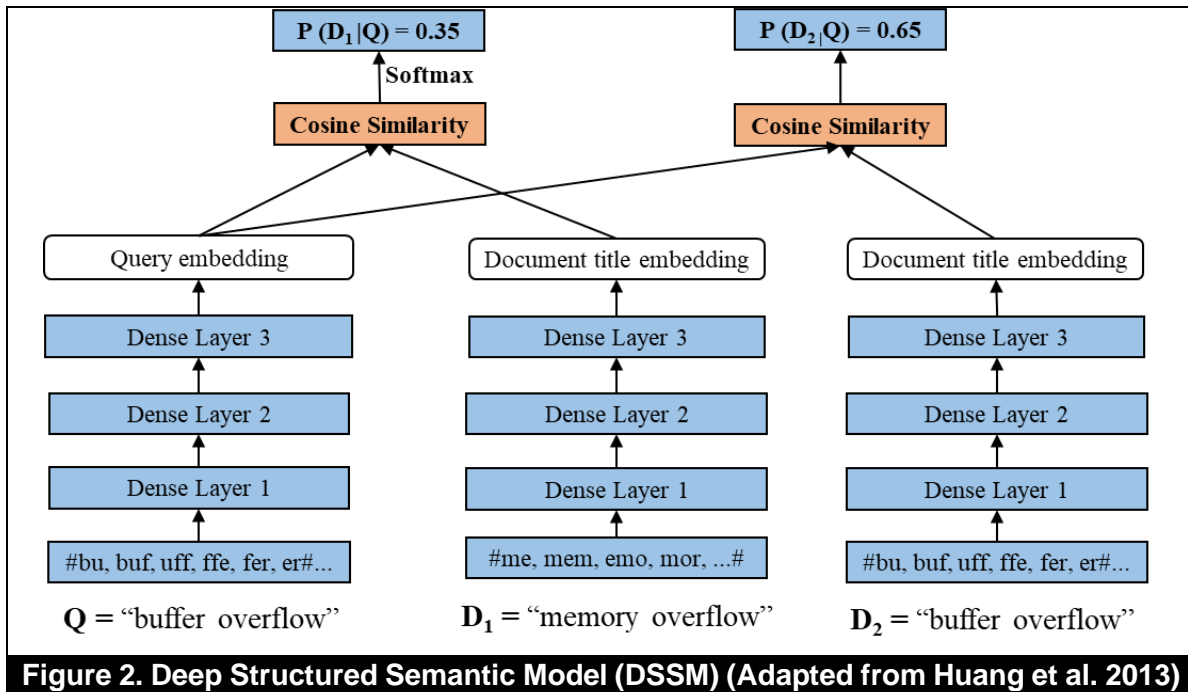 P (D₁|Q) = 0.35
P (D₂|Q) = 0.65
Softmax
Cosine Similarity
Cosine Similarity
Query embedding
Document title embedding
Document title embedding
Dense Layer 3
Dense Layer 3
Dense Layer 3
Dense Layer 2
Dense Layer 2
Dense Layer 2
Dense Layer 1
Dense Layer 1
Dense Layer 1
#bu, buf, uff, ffe, fer, er#...
#me, mem, emo, mor, ...#
#bu, buf, uff, ffe, fer, er#...
Q = “buffer overflow”
D₁ = “memory overflow”
D₂ = “buffer overflow”
Figure 2. Deep Structured Semantic Model (DSSM) (Adapted from Huang et al. 2013)